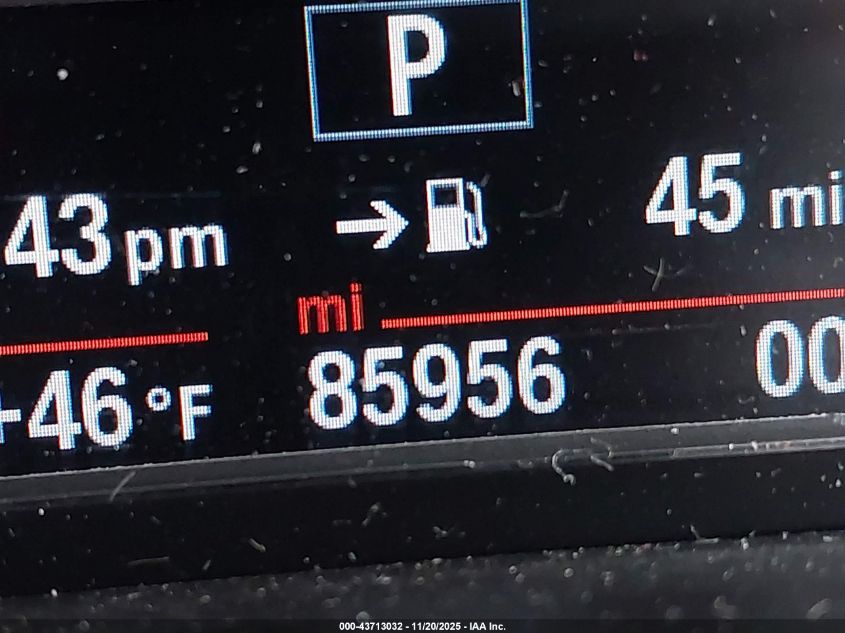 P
43 pm
45 mi
mi
+46 °F
85956
00
000-43713032 - 11/20/2025 - IAA Inc.